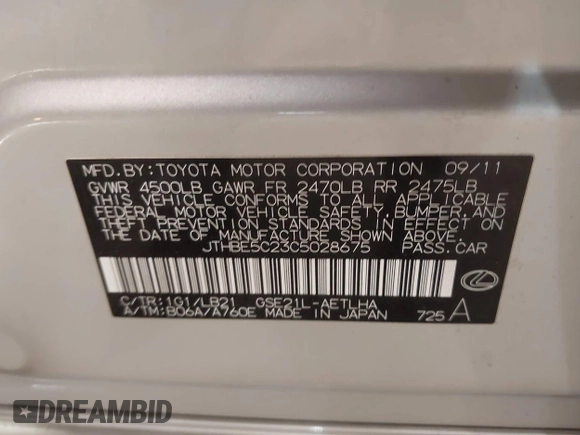 MFD.BY:TOYOTA MOTOR CORPORATION 09/11
GVWR 4500LB GAWR FR 2470LB RR 2475LB
THIS VEHICLE CONFORMS TO ALL APPLICABLE
FEDERAL MOTOR VEHICLE SAFETY, BUMPER, AND
THEFT PREVENTION STANDARDS IN EFFECT ON
THE DATE OF MANUFACTURE SHOWN ABOVE.
JTHBE5C23C5028675 PASS.CAR
C/TR:1G1/LB21 GSE21L-AETLHA
A/TM:B06A/A760E MADE IN JAPAN 725 A
DREAMBID